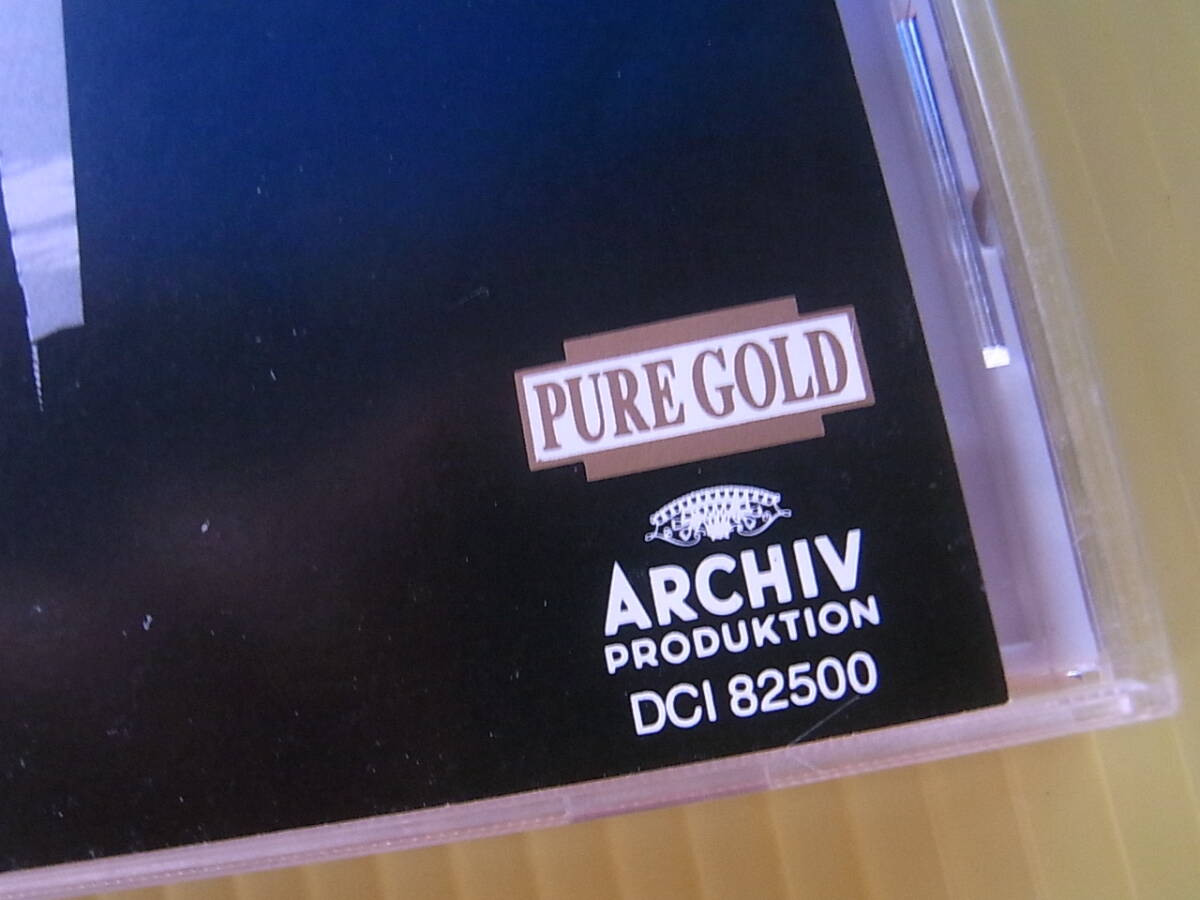 PURE GOLD
ARCHIV
PRODUKTION
DCI 82500